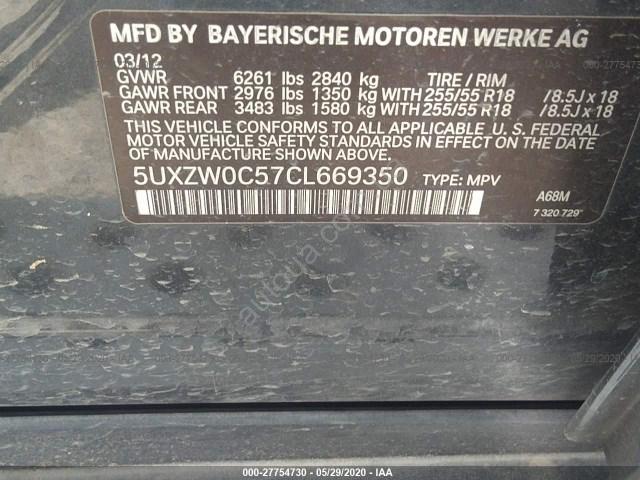 MFD BY BAYERISCHE MOTOREN WERKE AG
03/12
GVWR 6261 lbs 2840 kg TIRE / RIM
GAWR FRONT 2976 lbs 1350 kg WITH 255/55 R18 /8.5J x 18
GAWR REAR 3483 lbs 1580 kg WITH 255/55 R18 /8.5J x 18
THIS VEHICLE CONFORMS TO ALL APPLICABLE U. S. FEDERAL
MOTOR VEHICLE SAFETY STANDARDS IN EFFECT ON THE DATE
OF MANUFACTURE SHOWN ABOVE.
5UXZW0C57CL669350 TYPE: MPV
A68M
7 320 729
autoua.com
000-27754730 - 05/29/2020 - IAA